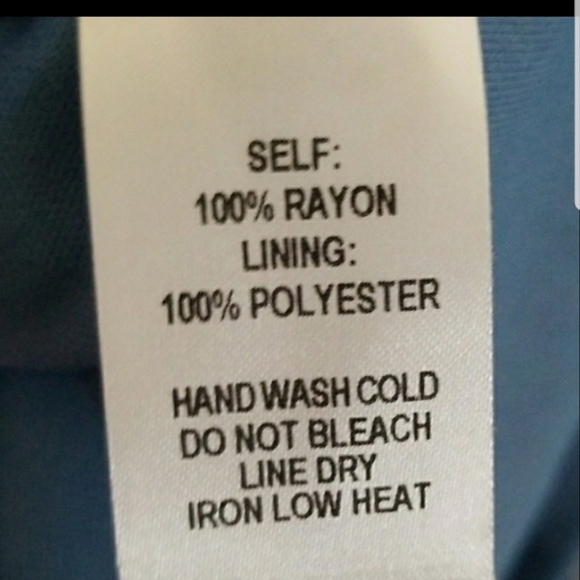 SELF:
100% RAYON
LINING:
100% POLYESTER
HAND WASH COLD
DO NOT BLEACH
LINE DRY
IRON LOW HEAT